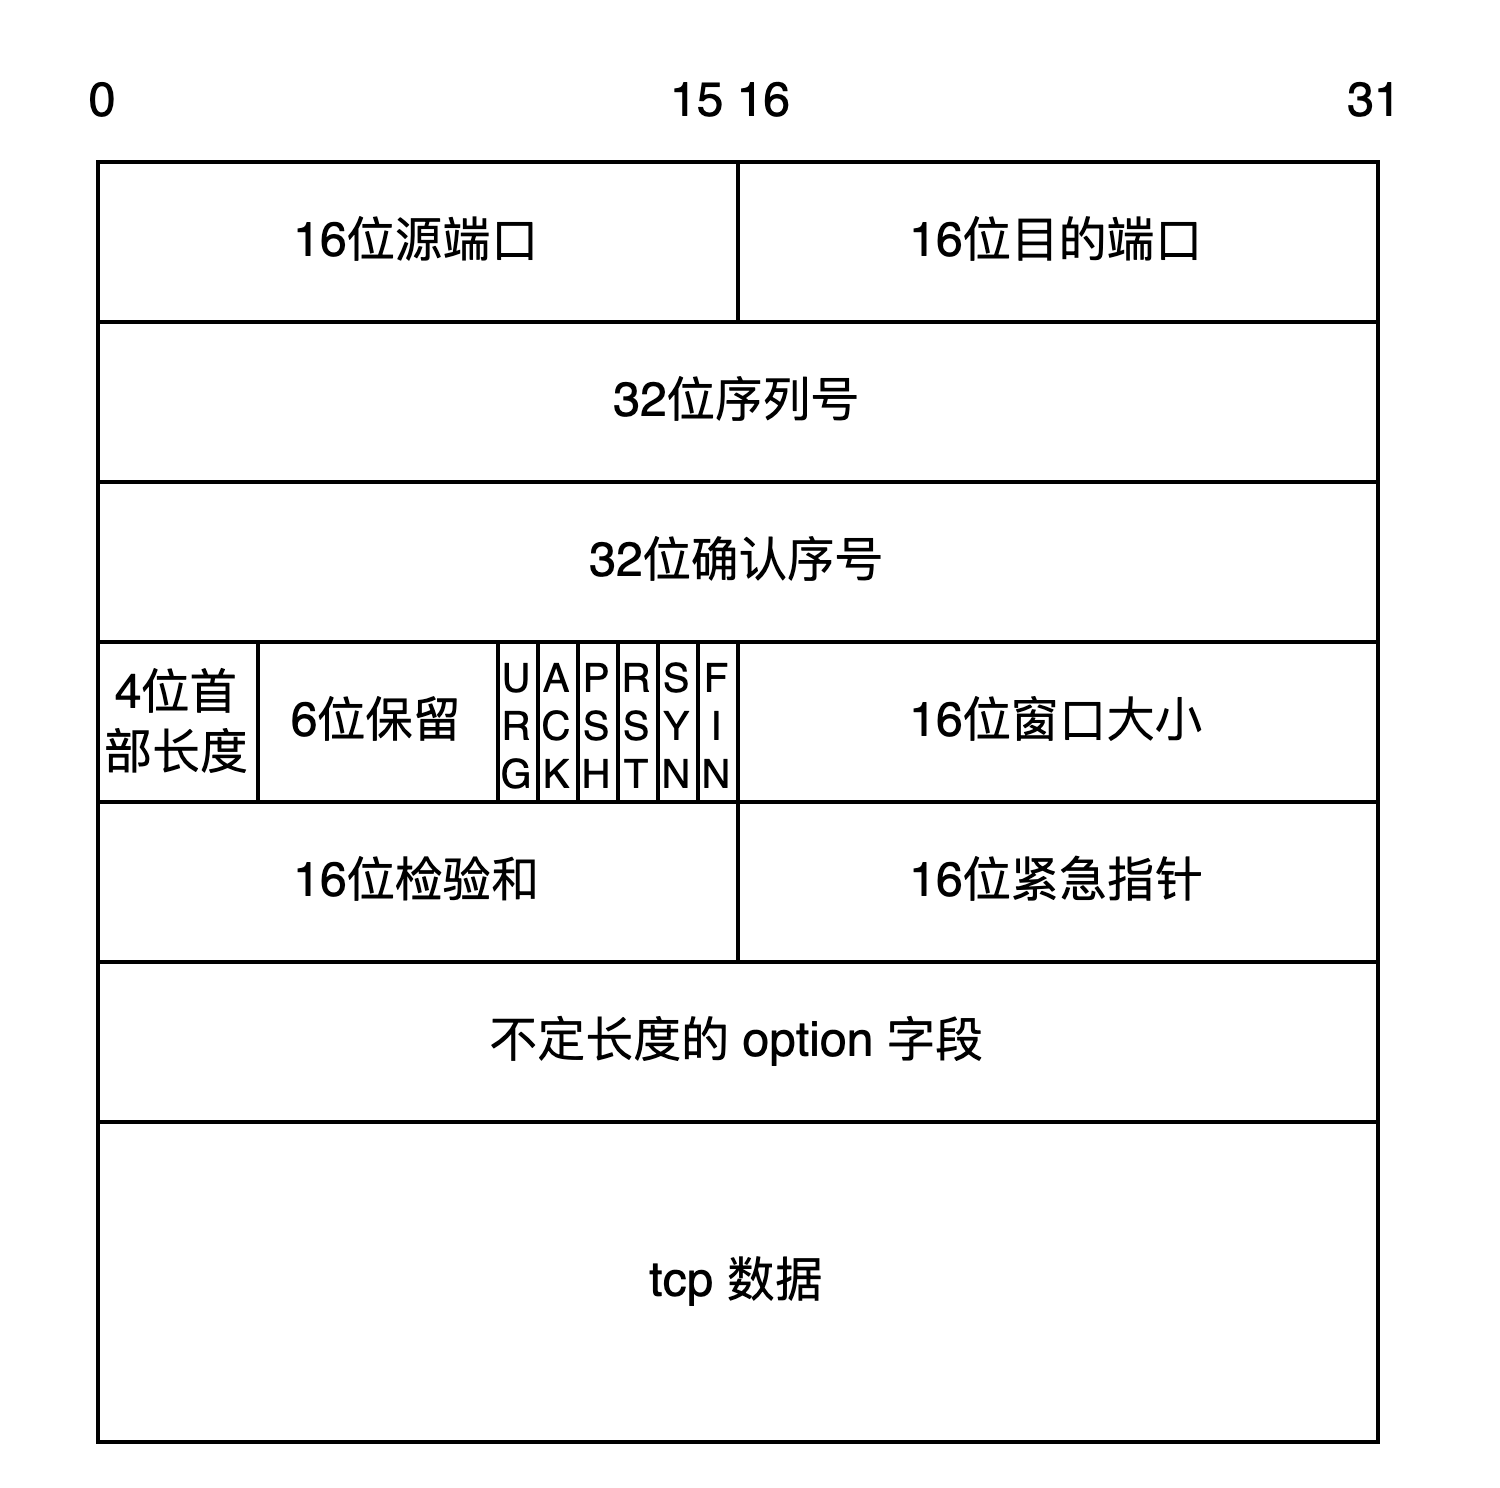 0 15 16 31
16位源端口 16位目的端口
32位序列号
32位确认序号
4位首部长度 6位保留 URG ACK PSH RST SYN FIN 16位窗口大小
16位检验和 16位紧急指针
不定长度的 option 字段
tcp 数据